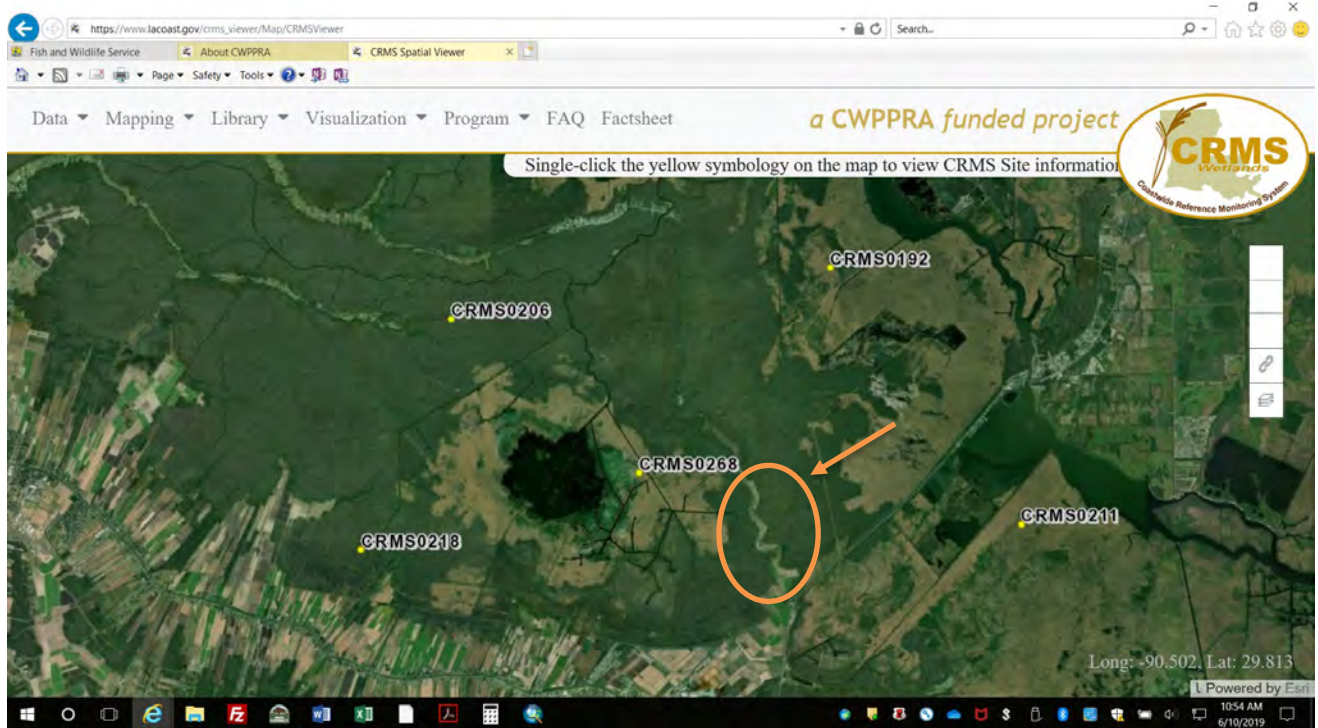 https://www.lacoast.gov/crms_viewer/Map/CRMSViewer
Search...
Fish and Wildlife Service
About CWPPRA
CRMS Spatial Viewer
Page
Safety
Tools
Data
Mapping
Library
Visualization
Program
FAQ
Factsheet
a CWPPRA funded project
CRMS
Wetlands
Coastwide Reference Monitoring System
Single-click the yellow symbology on the map to view CRMS Site information
CRMS0192
CRMS0206
CRMS0268
CRMS0211
CRMS0218
Long: -90.502, Lat: 29.813
Powered by Esri
10:54 AM
6/10/2019